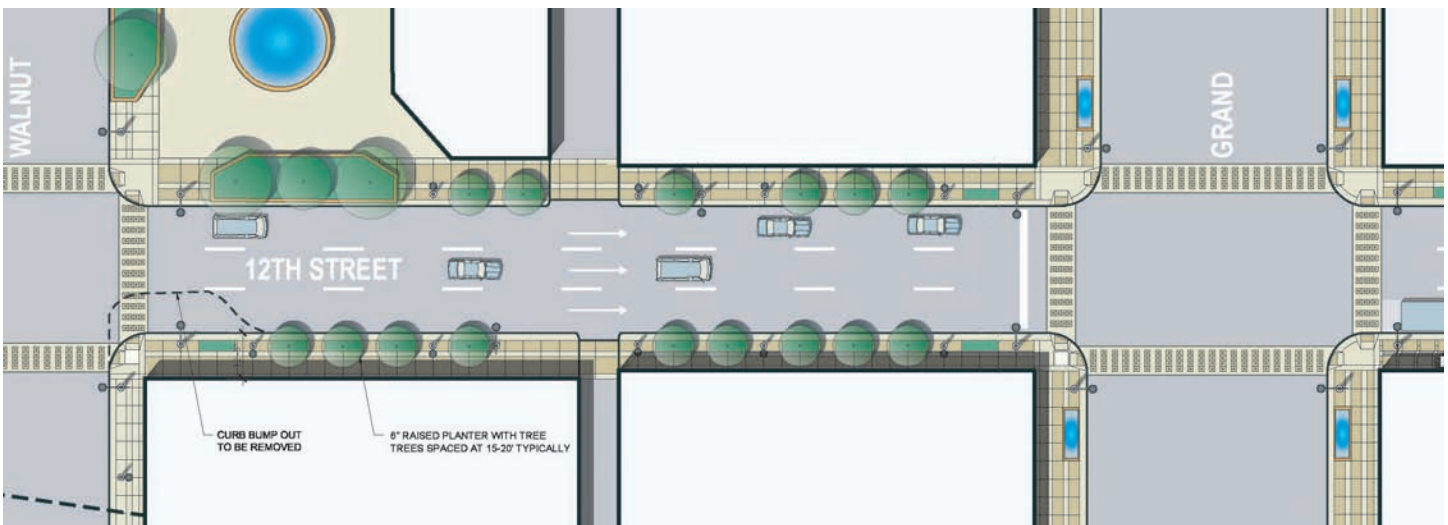 WALNUT
GRAND
12TH STREET
CURB BUMP OUT
TO BE REMOVED
6" RAISED PLANTER WITH TREE
TREES SPACED AT 15-20' TYPICALLY